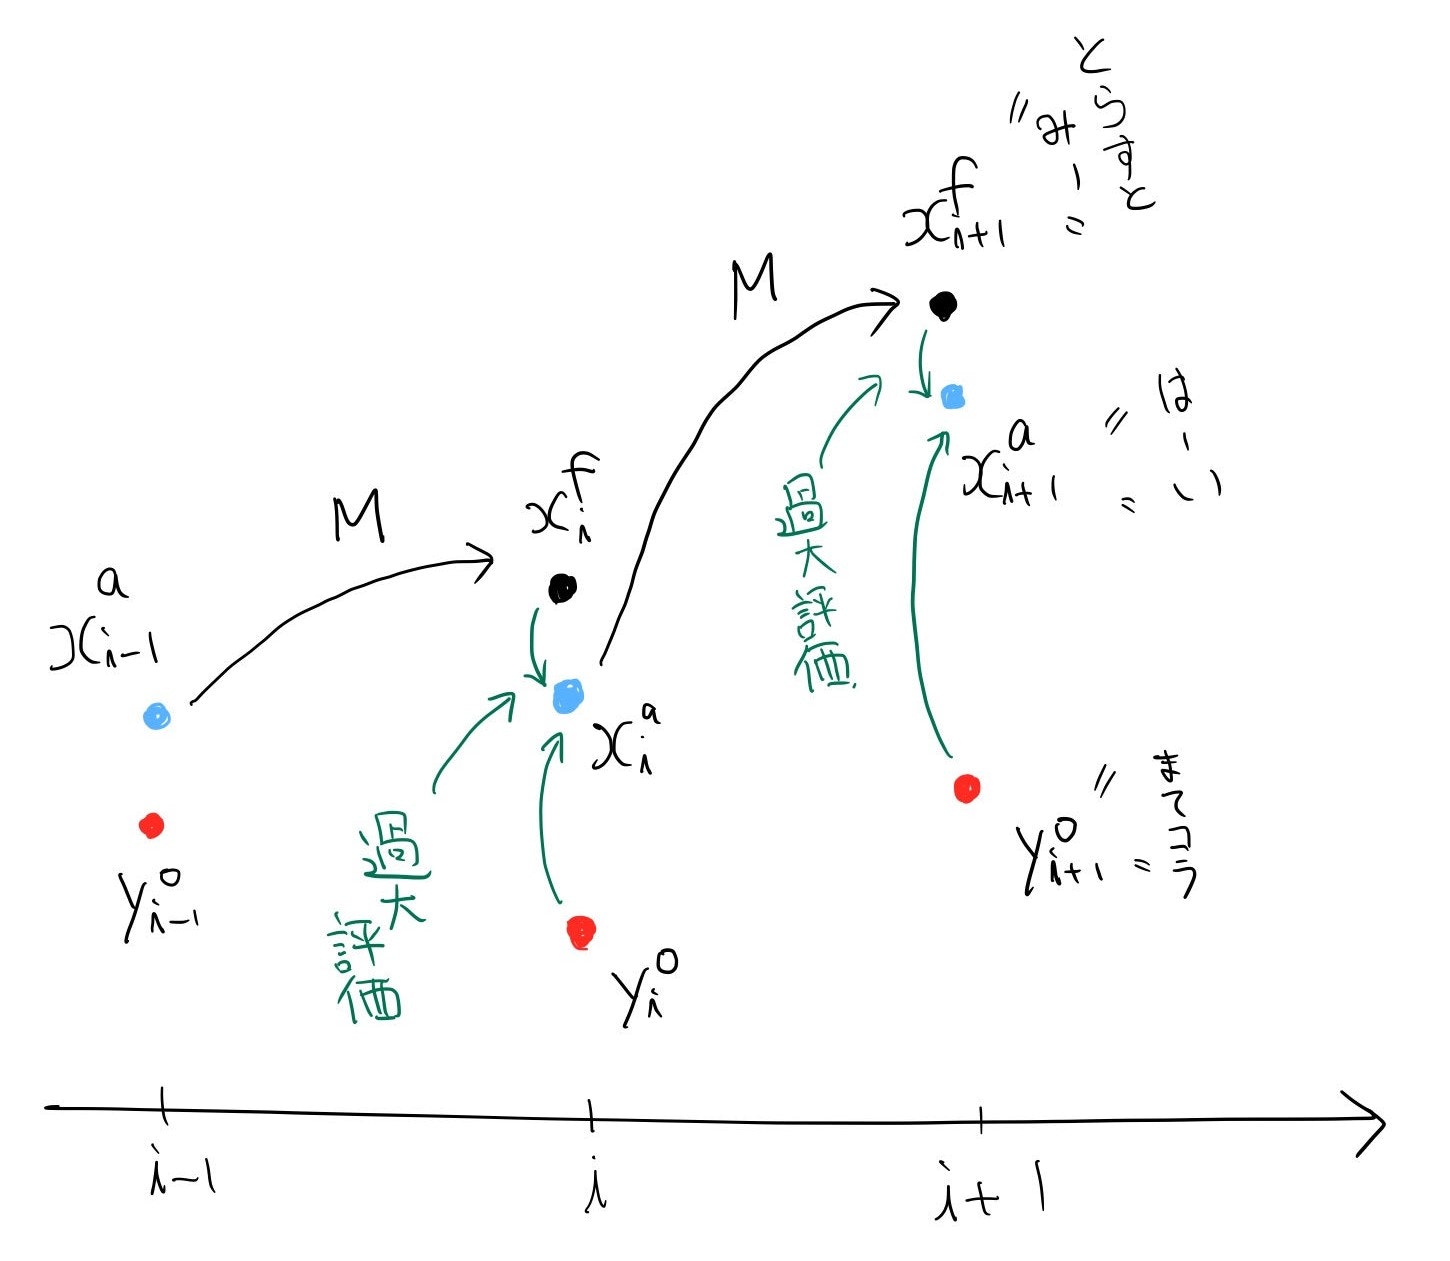 とらすと
〃みー〃
x^f_{i+1}
M
x^a_{i+1}
〃はーい〃
x^f_i
M
過大評価
x^a_{i-1}
x^a_i
過大評価
y^o_{i-1}
y^o_i
y^o_{i+1}
〃まてコラ〃
i-1
i
i+1